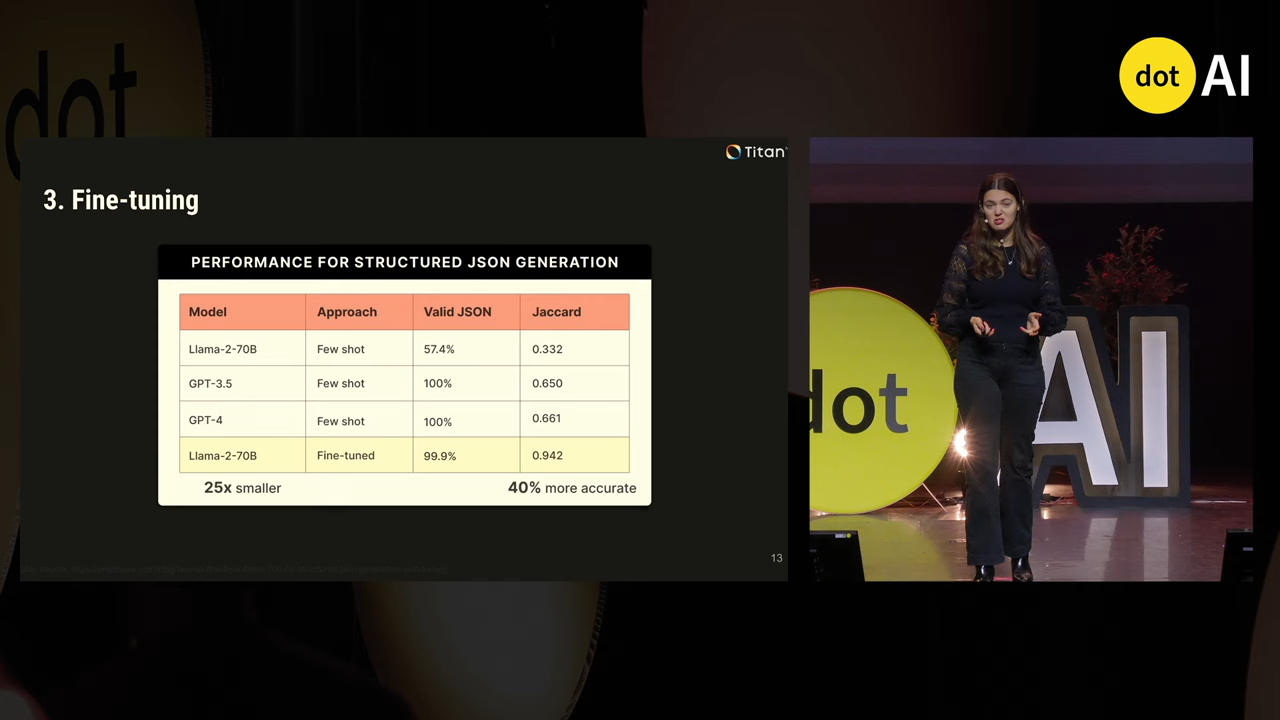 dot
dot AI
Titan
3. Fine-tuning
PERFORMANCE FOR STRUCTURED JSON GENERATION
Model Approach Valid JSON Jaccard
Llama-2-70B Few shot 57.4% 0.332
GPT-3.5 Few shot 100% 0.650
GPT-4 Few shot 100% 0.661
Llama-2-70B Fine-tuned 99.9% 0.942
25x smaller 40% more accurate
13
dot AI